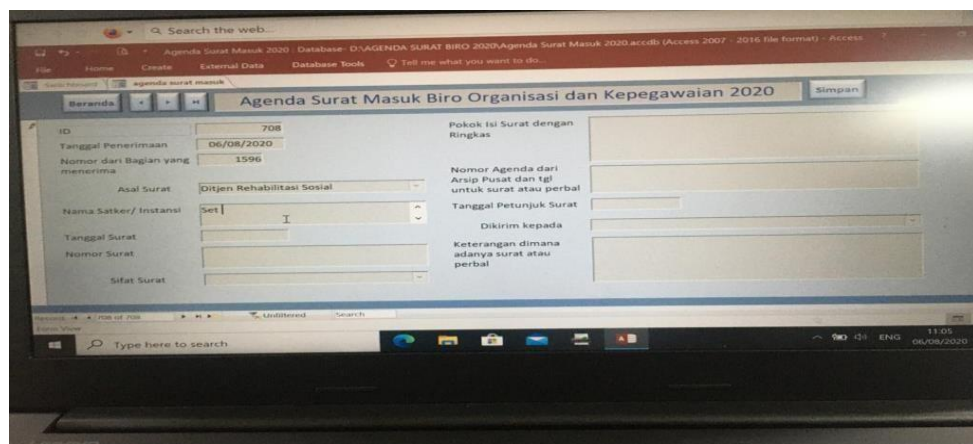 Search the web...
Agenda Surat Masuk 2020 : Database- D:\AGENDA SURAT BIRO 2020\Agenda Surat Masuk 2020.accdb (Access 2007 - 2016 file format) - Access
File Home Create External Data Database Tools Tell me what you want to do...
agenda surat masuk
Beranda Agenda Surat Masuk Biro Organisasi dan Kepegawaian 2020 Simpan
ID 708
Tanggal Penerimaan 06/08/2020
Nomor dari Bagian yang menerima 1596
Asal Surat Ditjen Rehabilitasi Sosial
Nama Satker/ Instansi Set
Tanggal Surat
Nomor Surat
Sifat Surat
Pokok Isi Surat dengan
Ringkas
Nomor Agenda dari
Arsip Pusat dan tgl
untuk surat atau perbal
Tanggal Petunjuk Surat
Dikirim kepada
Keterangan dimana
adanya surat atau
perbal
Record: 708 of 708 Unfiltered Search
Form View
Type here to search ENG 11:05
06/08/2020